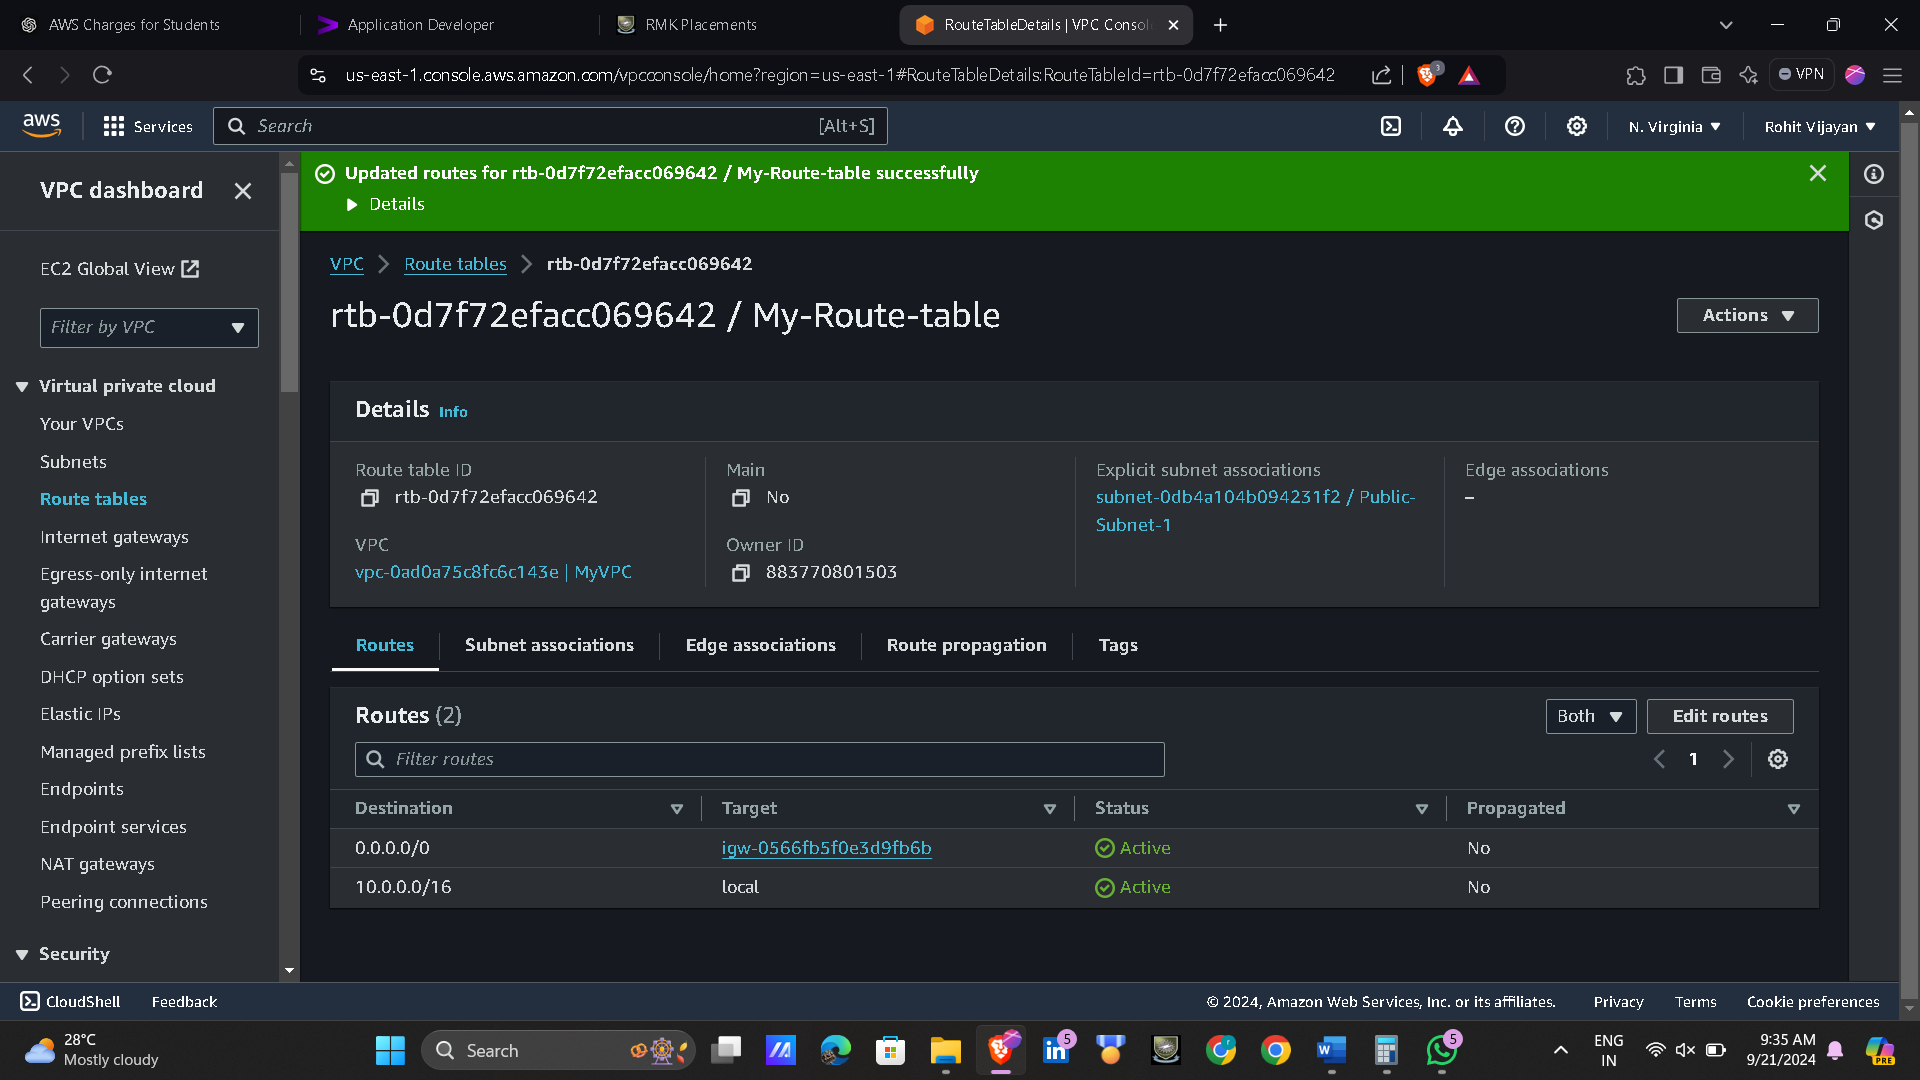 AWS Charges for Students
Application Developer
RMK Placements
RouteTableDetails | VPC Consol
us-east-1.console.aws.amazon.com/vpcconsole/home?region=us-east-1#RouteTableDetails:RouteTableId=rtb-0d7f72efacc069642
3
VPN
aws
Services
Search
[Alt+S]
N. Virginia
Rohit Vijayan
VPC dashboard
EC2 Global View
Filter by VPC
Virtual private cloud
Your VPCs
Subnets
Route tables
Internet gateways
Egress-only internet
gateways
Carrier gateways
DHCP option sets
Elastic IPs
Managed prefix lists
Endpoints
Endpoint services
NAT gateways
Peering connections
Security
Updated routes for rtb-0d7f72efacc069642 / My-Route-table successfully
Details
VPC
Route tables
rtb-0d7f72efacc069642
rtb-0d7f72efacc069642 / My-Route-table
Actions
Details Info
Route table ID
rtb-0d7f72efacc069642
Main
No
Explicit subnet associations
subnet-0db4a104b094231f2 / Public-
Subnet-1
Edge associations
–
VPC
vpc-0ad0a75c8fc6c143e | MyVPC
Owner ID
883770801503
Routes
Subnet associations
Edge associations
Route propagation
Tags
Routes (2)
Both
Edit routes
Filter routes
1
Destination
Target
Status
Propagated
0.0.0.0/0
igw-0566fb5f0e3d9fb6b
Active
No
10.0.0.0/16
local
Active
No
CloudShell
Feedback
© 2024, Amazon Web Services, Inc. or its affiliates.
Privacy
Terms
Cookie preferences
28°C
Mostly cloudy
Search
5
5
ENG
IN
9:35 AM
9/21/2024
PRE